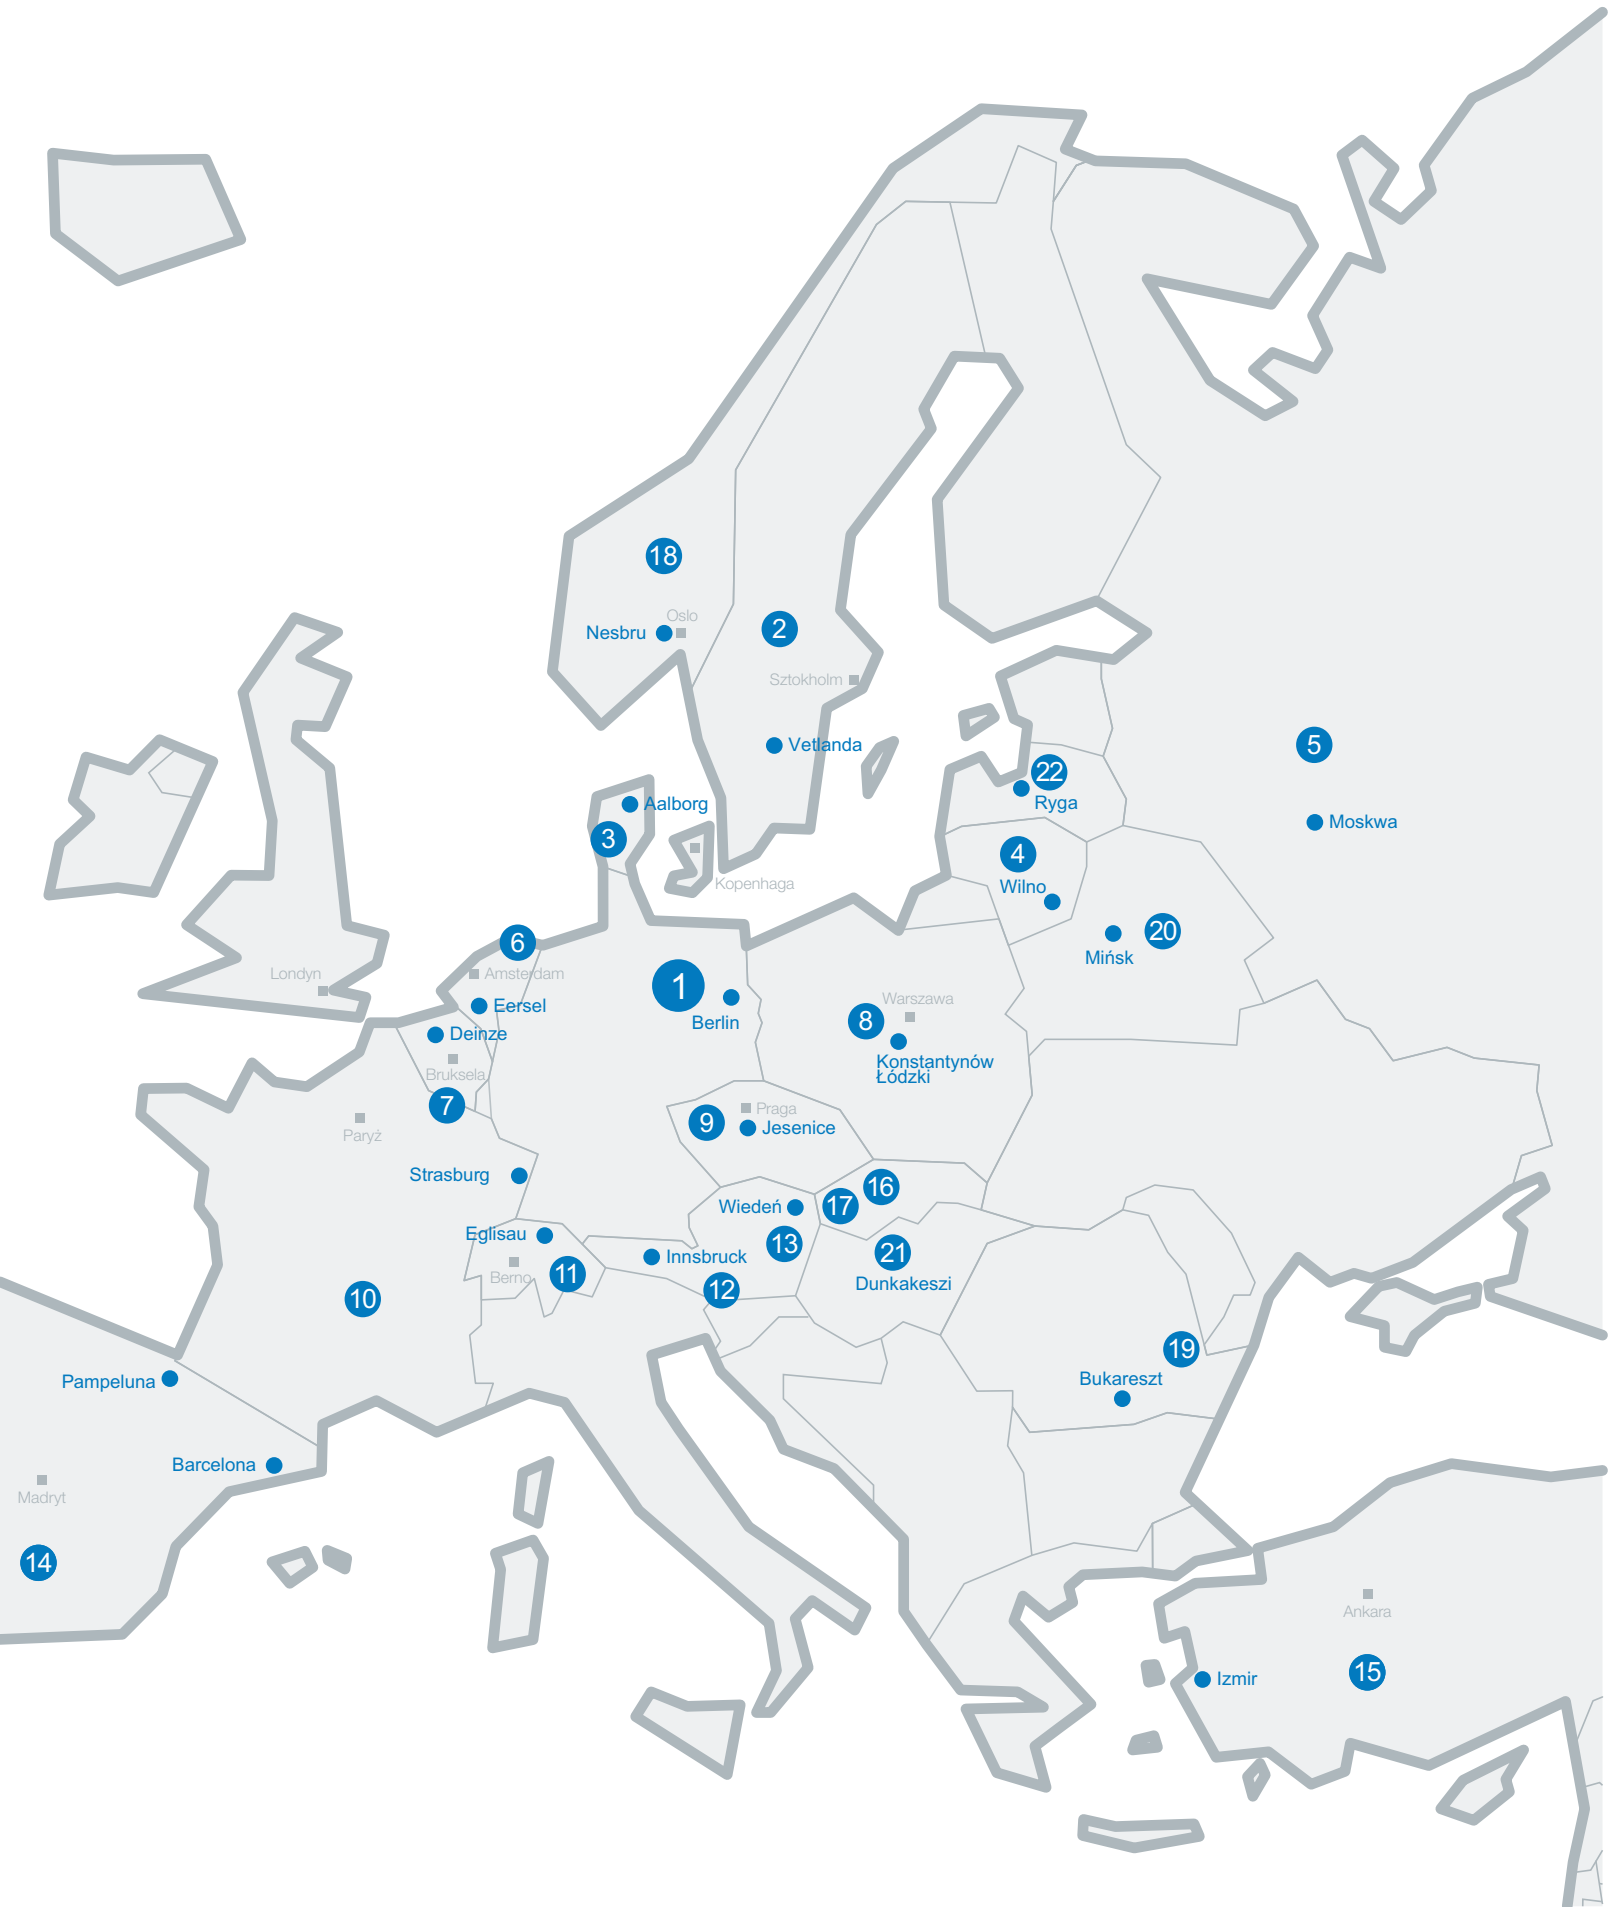 18
Oslo
Nesbru
2
Sztokholm
Vetlanda
5
22
Ryga
Aalborg
Moskwa
3
4
Kopenhaga
Wilno
6
20
Mińsk
Londyn
Amsterdam
1
Eersel
Berlin
Warszawa
8
Deinze
Konstantynów
Łódzki
Bruksela
7
Paryż
9
Praga
Jesenice
Strasburg
16
17
Wiedeń
Eglisau
13
21
Innsbruck
Berno
11
12
Dunkakeszi
10
19
Pampeluna
Bukareszt
Barcelona
Madryt
14
Ankara
15
Izmir